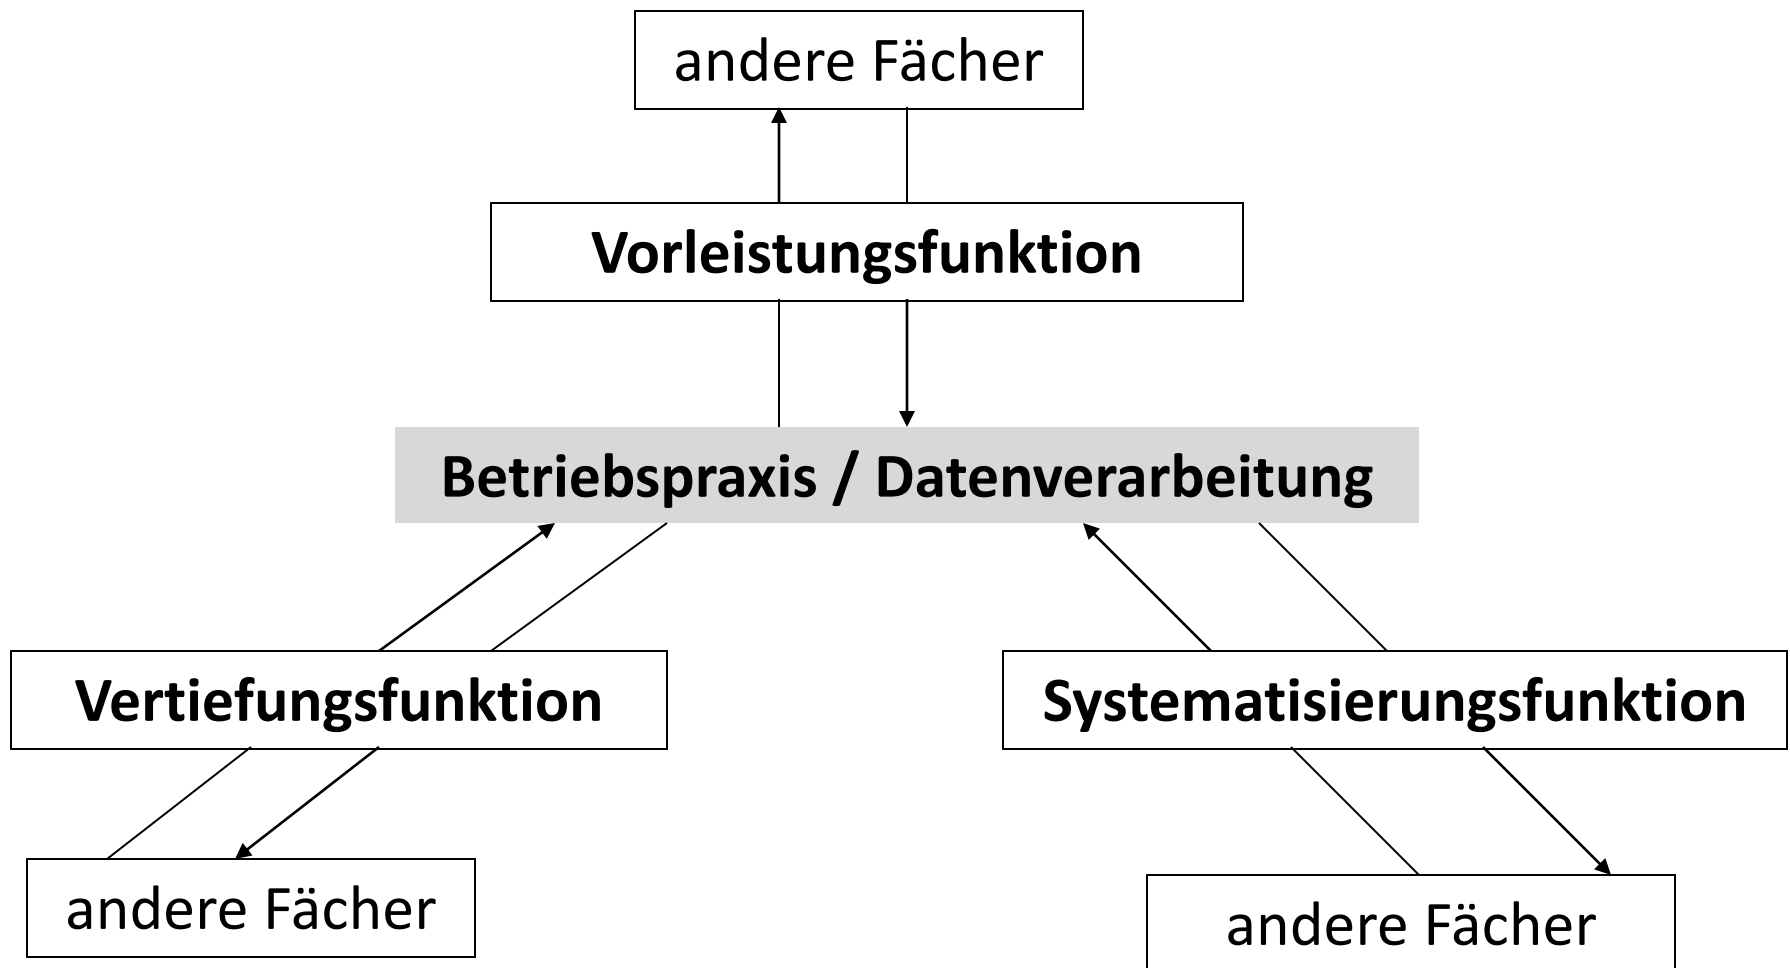 andere Fächer
Vorleistungsfunktion
Betriebspraxis / Datenverarbeitung
Vertiefungsfunktion
Systematisierungsfunktion
andere Fächer
andere Fächer